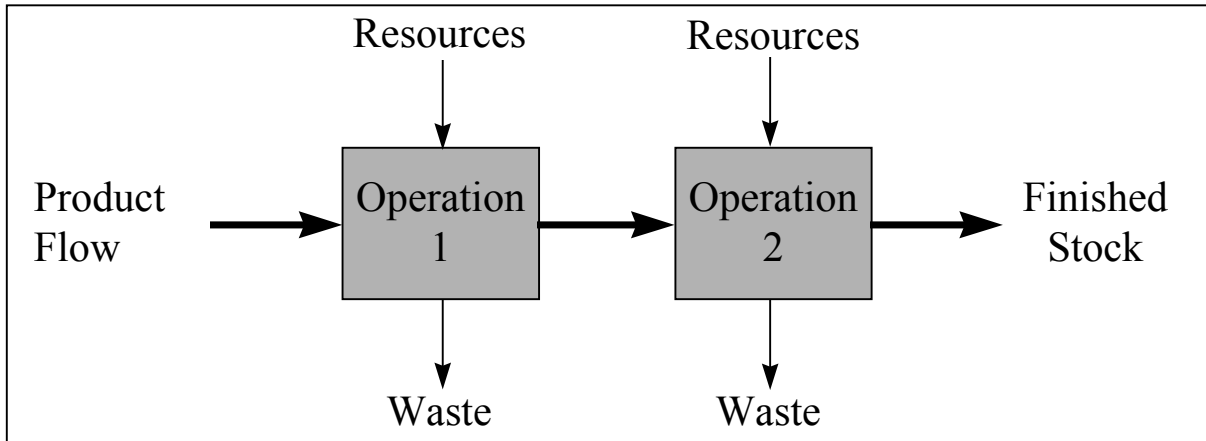 Resources
Resources
Product
Flow
Operation
1
Operation
2
Finished
Stock
Waste
Waste